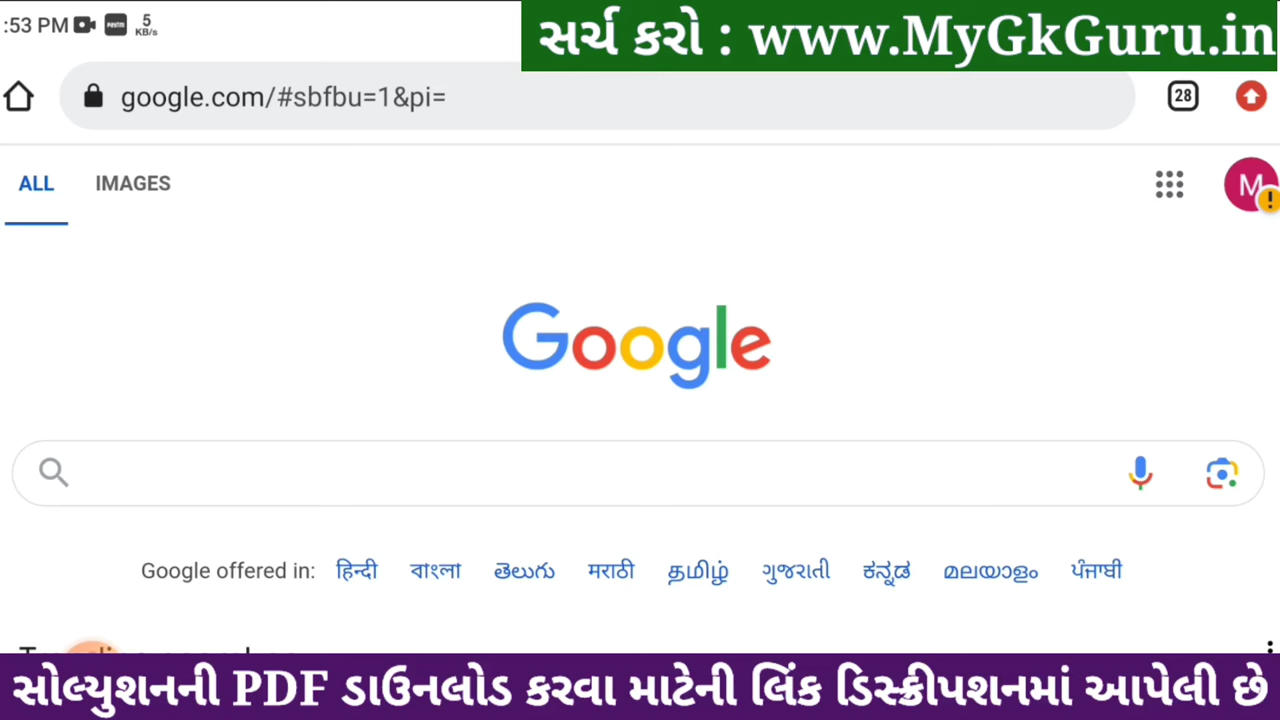 :53 PM 5 KB/s
સર્ચ કરો : www.MyGkGuru.in
google.com/#sbfbu=1&pi=
28
ALL IMAGES
M
Google
Google offered in: हिन्दी বাংলা తెలుగు मराठी தமிழ் ગુજરાતી ಕನ್ನಡ മലയാളം ਪੰਜਾਬੀ
સોલ્યુશનની PDF ડાઉનલોડ કરવા માટેની લિંક ડિસ્ક્રીપશનમાં આપેલી છે